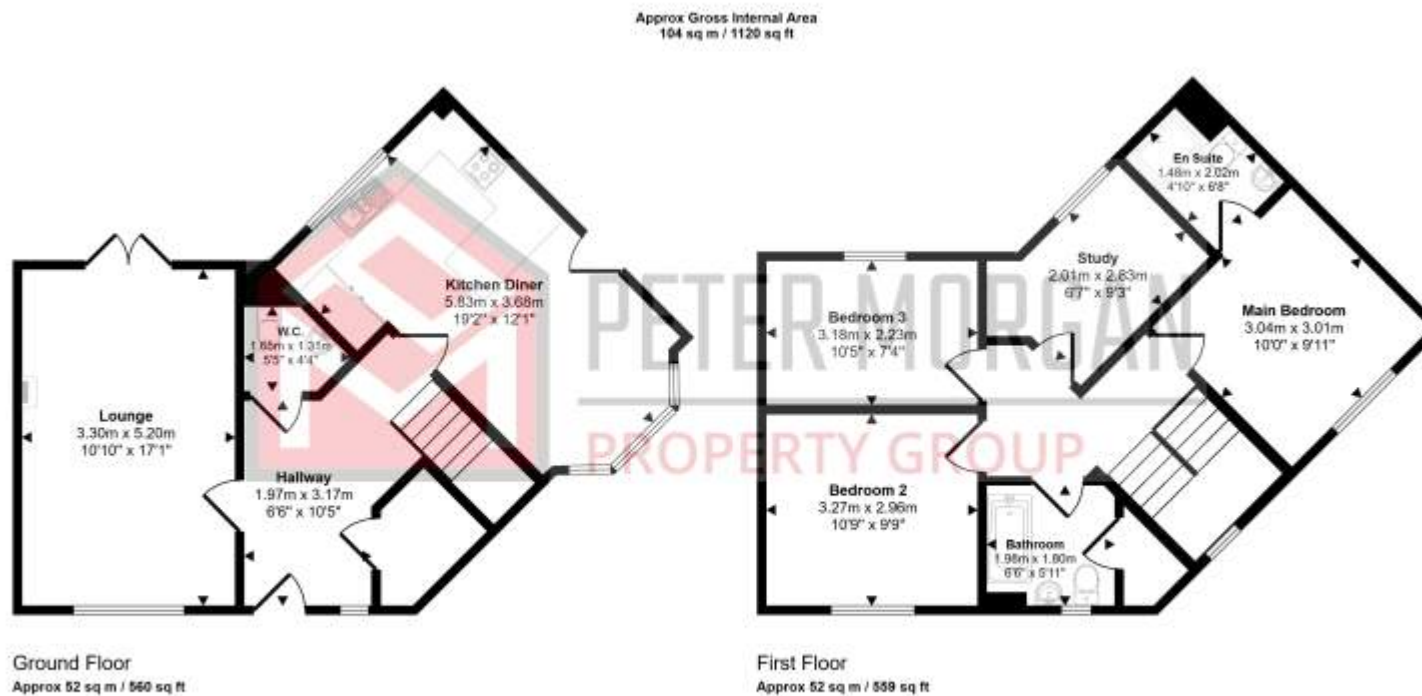 Approx Gross Internal Area
104 sq m / 1120 sq ft
En Suite
1.48m x 2.02m
4'10" x 6'8"
Kitchen Diner
5.83m x 3.68m
19'2" x 12'1"
W.C.
1.65m x 1.31m
5'5" x 4'4"
Lounge
3.30m x 5.20m
10'10" x 17'1"
Hallway
1.97m x 3.17m
6'6" x 10'5"
Study
2.01m x 2.83m
6'7" x 9'3"
Bedroom 3
3.18m x 2.23m
10'5" x 7'4"
Main Bedroom
3.04m x 3.01m
10'0" x 9'11"
Bedroom 2
3.27m x 2.96m
10'9" x 9'9"
Bathroom
1.98m x 1.80m
6'6" x 5'11"
PETER MORGAN
PROPERTY GROUP
Ground Floor
Approx 52 sq m / 560 sq ft
First Floor
Approx 52 sq m / 559 sq ft